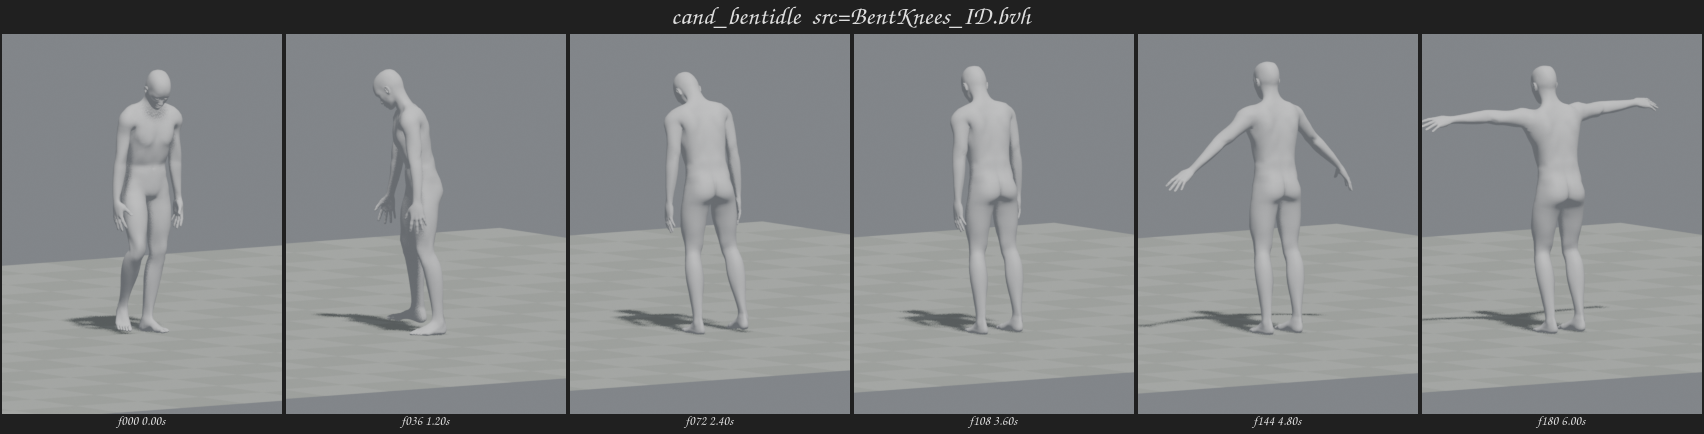 cand_bentidle src=BentKnees_ID.bvh
f000 0.00s
f036 1.20s
f072 2.40s
f108 3.60s
f144 4.80s
f180 6.00s